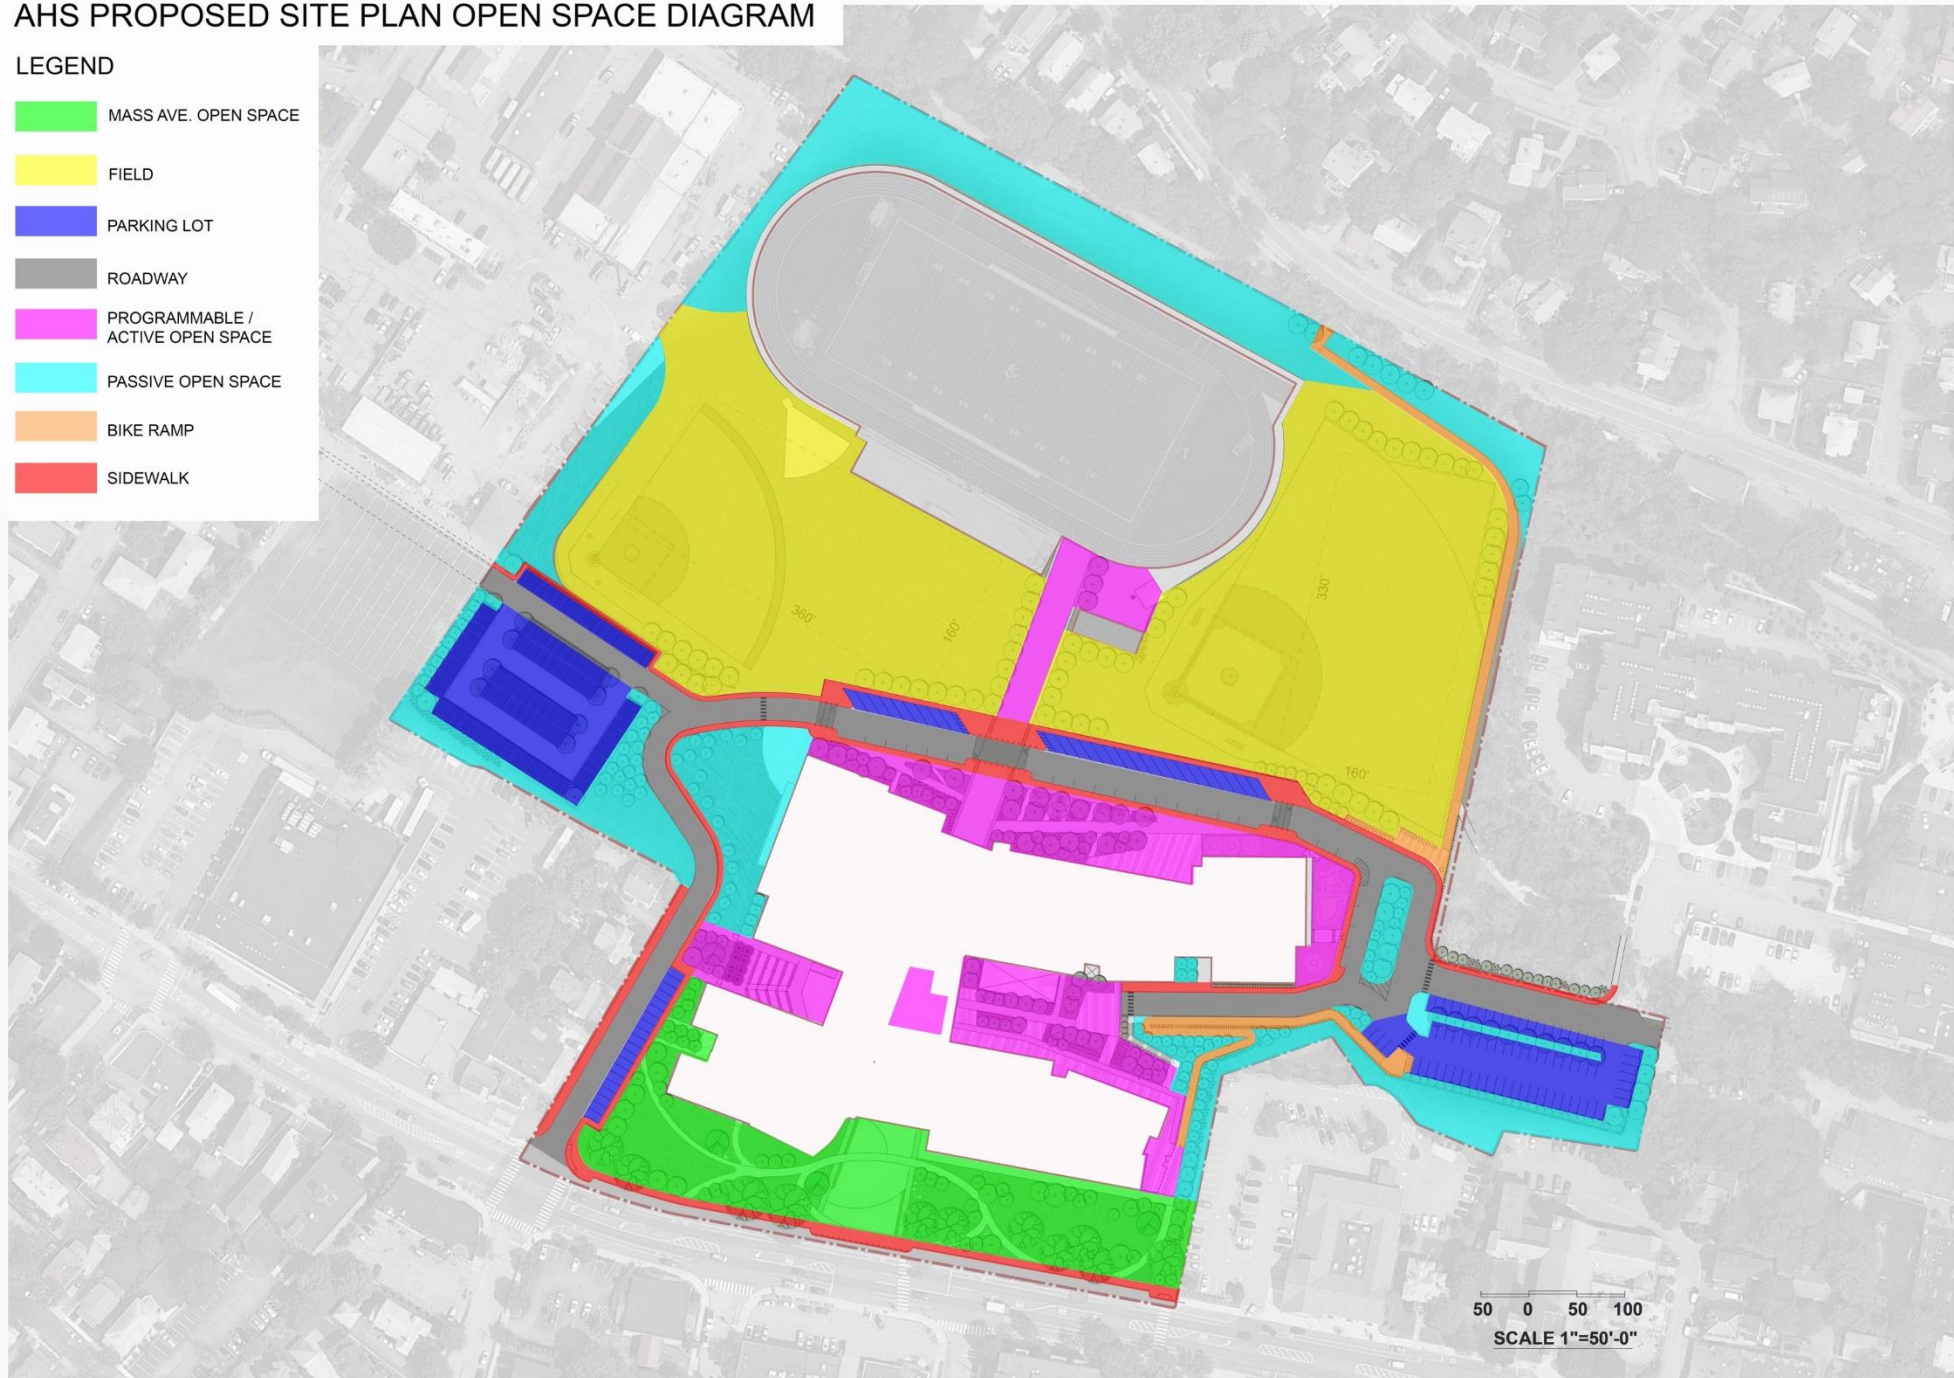 AHS PROPOSED SITE PLAN OPEN SPACE DIAGRAM
LEGEND
MASS AVE. OPEN SPACE
FIELD
PARKING LOT
ROADWAY
PROGRAMMABLE /
ACTIVE OPEN SPACE
PASSIVE OPEN SPACE
BIKE RAMP
SIDEWALK
360'
160'
330'
160'
50 0 50 100
SCALE 1"=50'-0"